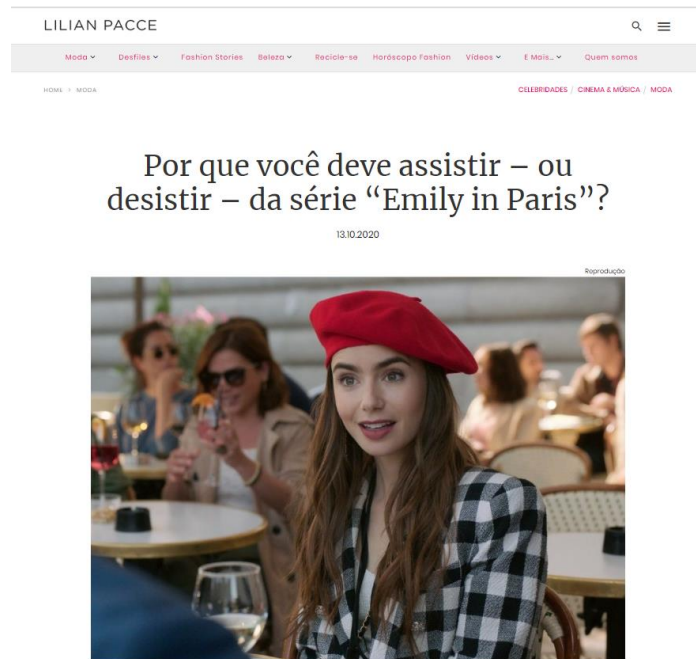 LILIAN PACCE
Moda Desfiles Fashion Stories Beleza Recicle-se Horóscopo Fashion Vídeos E Mais... Quem somos
HOME > MODA CELEBRIDADES / CINEMA & MÚSICA / MODA
Por que você deve assistir – ou
desistir – da série “Emily in Paris”?
13.10.2020
Reprodução